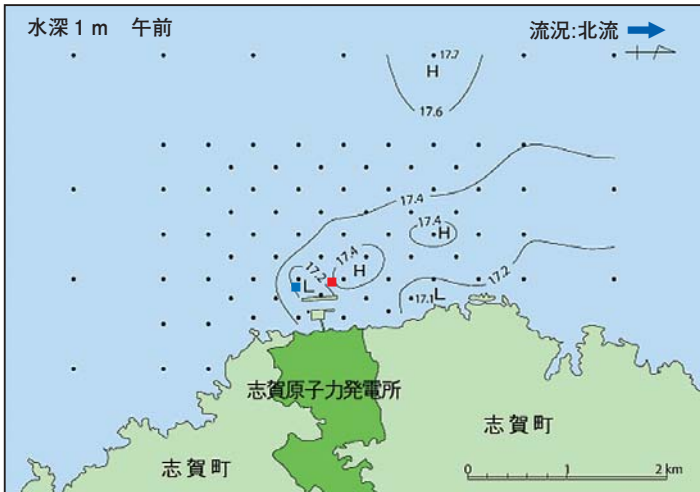 水深1m 午前
流況:北流
17.7
H
17.6
17.4
17.4
H
17.4
H
17.2
L
17.2
17.1 L
志賀原子力発電所
志賀町
志賀町
0 1 2 km